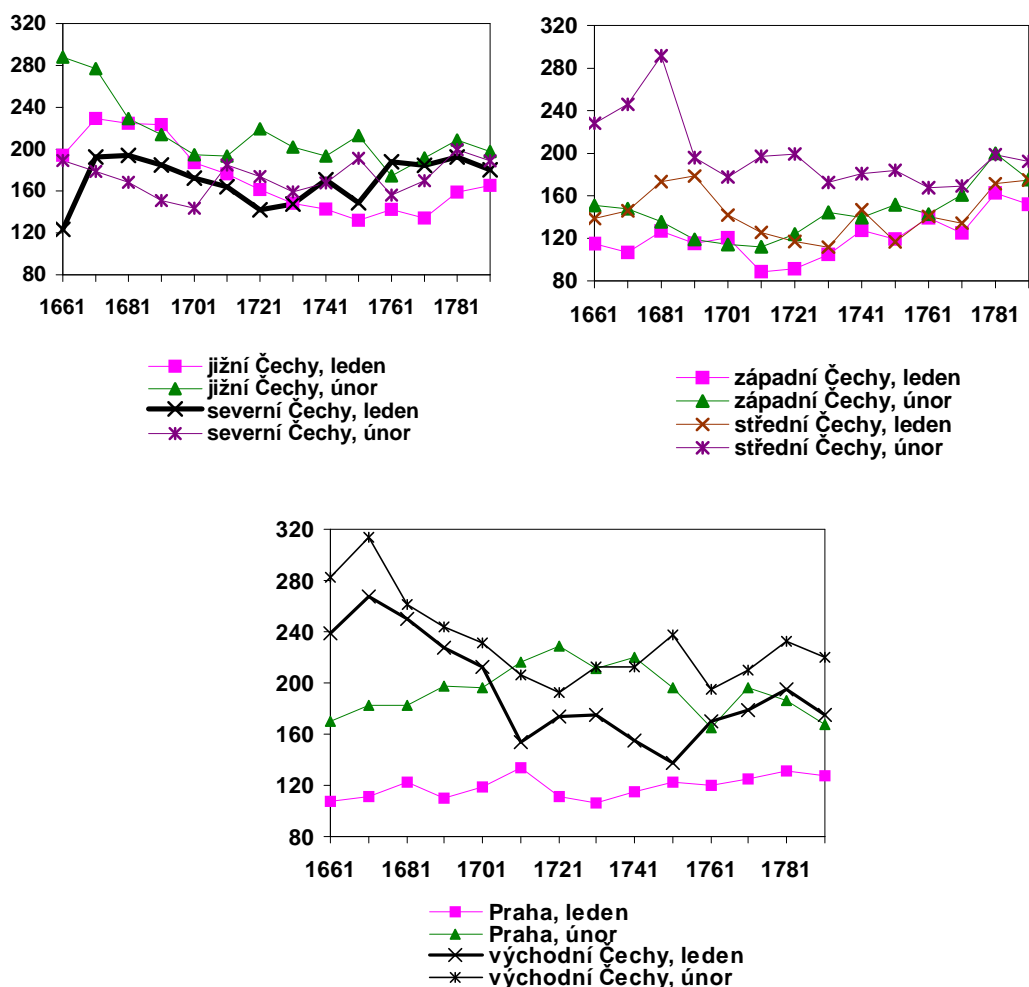 320
280
240
200
160
120
80
1661 1681 1701 1721 1741 1761 1781
jižní Čechy, leden
jižní Čechy, únor
severní Čechy, leden
severní Čechy, únor
320
280
240
200
160
120
80
1661 1681 1701 1721 1741 1761 1781
západní Čechy, leden
západní Čechy, únor
střední Čechy, leden
střední Čechy, únor
320
280
240
200
160
120
80
1661 1681 1701 1721 1741 1761 1781
Praha, leden
Praha, únor
východní Čechy, leden
východní Čechy, únor